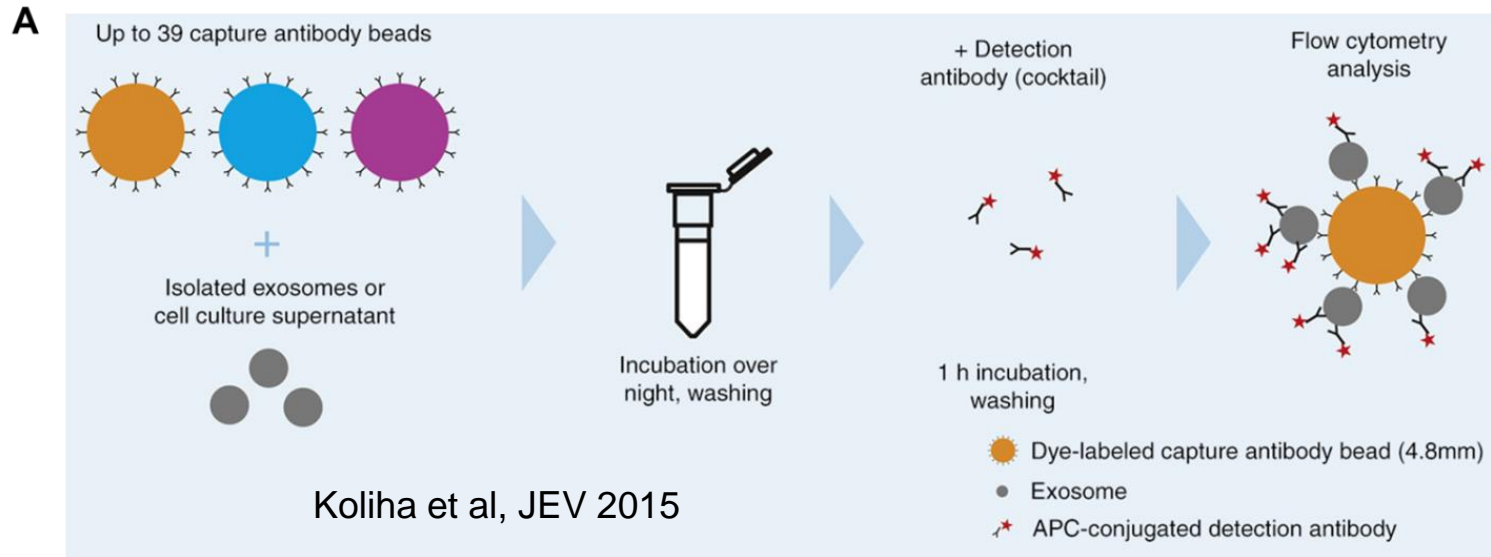 A
Up to 39 capture antibody beads
+
Isolated exosomes or
cell culture supernatant
Incubation over
night, washing
+ Detection
antibody (cocktail)
1 h incubation,
washing
Flow cytometry
analysis
Dye-labeled capture antibody bead (4.8mm)
Exosome
APC-conjugated detection antibody
Koliha et al, JEV 2015